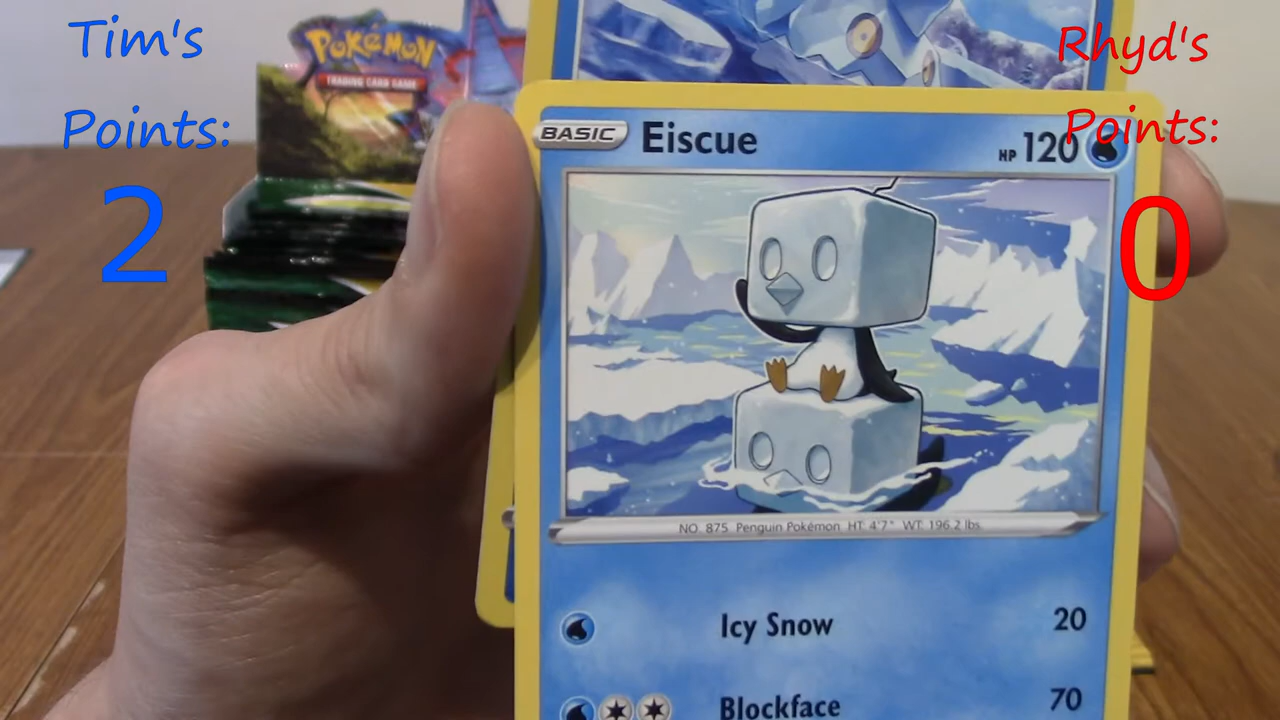 Tim's
Points:
2
Rhyd's
Points:
0
POKéMON
TRADING CARD GAME
BASIC Eiscue HP 120
NO. 875 Penguin Pokémon HT: 4'7" WT: 196.2 lbs.
Icy Snow 20
Blockface 70